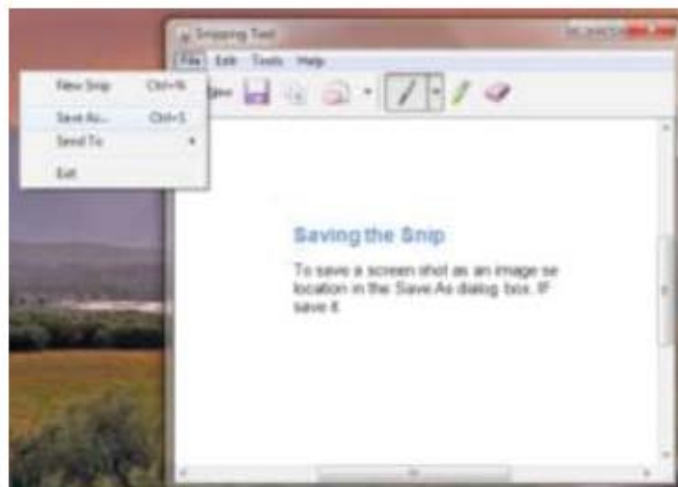 Snipping Tool
File Edit Tools Help
New Snip Ctrl+N
New
Save As... Ctrl+S
Send To
Exit
Saving the Snip
To save a screen shot as an image se
location in the Save As dialog box. IF
save it